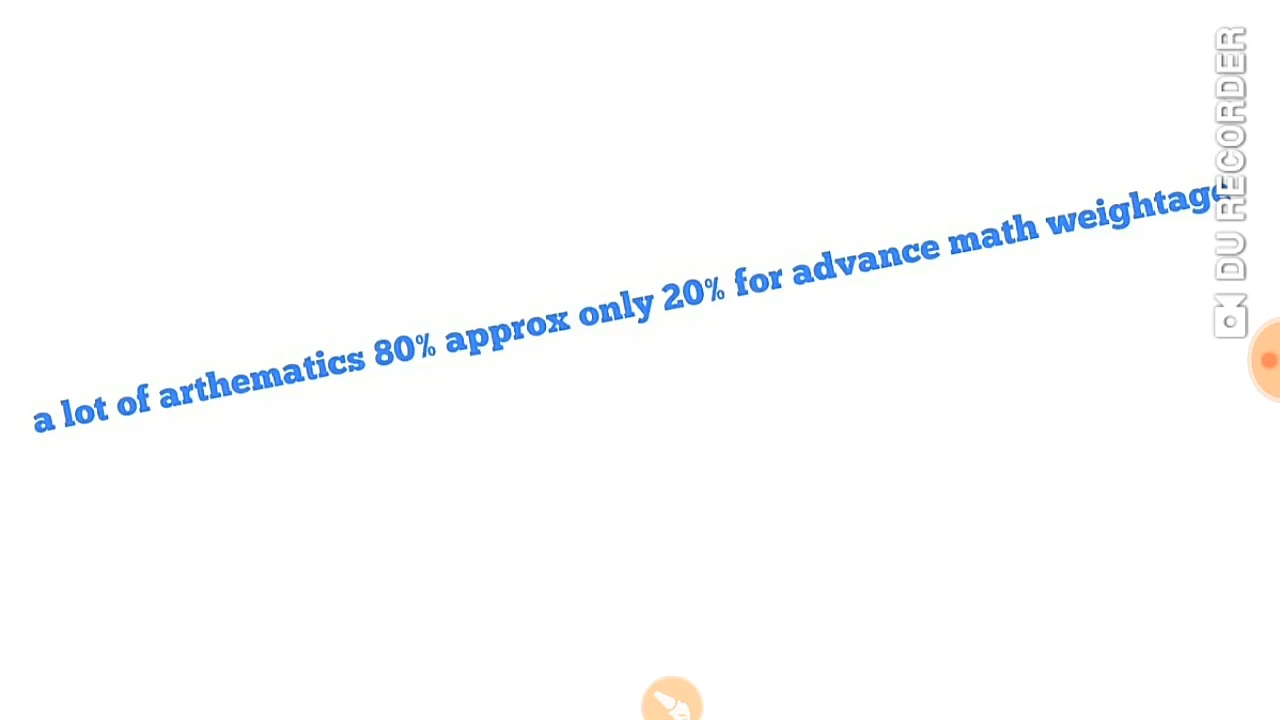 a lot of arthematics 80% approx only 20% for advance math weightage
DU RECORDER